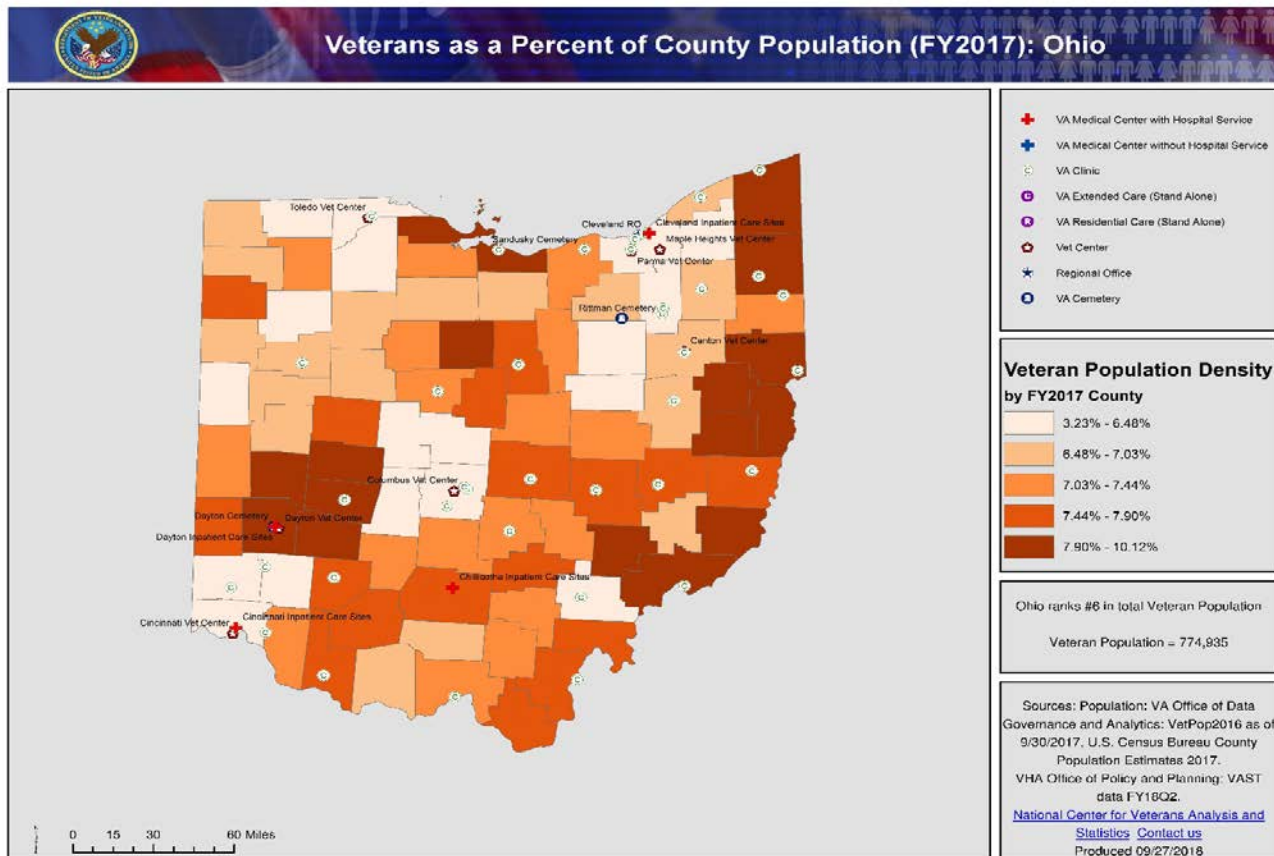 Veterans as a Percent of County Population (FY2017): Ohio
Toledo Vet Center
Cleveland RO
Cleveland Inpatient Care Sites
Sandusky Cemetery
Maple Heights Vet Center
Parma Vet Center
Rittman Cemetery
Canton Vet Center
Columbus Vet Center
Dayton Cemetery
Dayton Vet Center
Dayton Inpatient Care Sites
Chillicothe Inpatient Care Sites
Cincinnati Vet Center
Cincinnati Inpatient Care Sites
0 15 30 60 Miles
VA Medical Center with Hospital Service
VA Medical Center without Hospital Service
VA Clinic
VA Extended Care (Stand Alone)
VA Residential Care (Stand Alone)
Vet Center
Regional Office
VA Cemetery
Veteran Population Density
by FY2017 County
3.23% - 6.48%
6.48% - 7.03%
7.03% - 7.44%
7.44% - 7.90%
7.90% - 10.12%
Ohio ranks #6 in total Veteran Population
Veteran Population = 774,935
Sources: Population: VA Office of Data
Governance and Analytics: VetPop2016 as of
9/30/2017, U.S. Census Bureau County
Population Estimates 2017.
VHA Office of Policy and Planning: VAST
data FY18Q2.
National Center for Veterans Analysis and
Statistics Contact us
Produced 09/27/2018